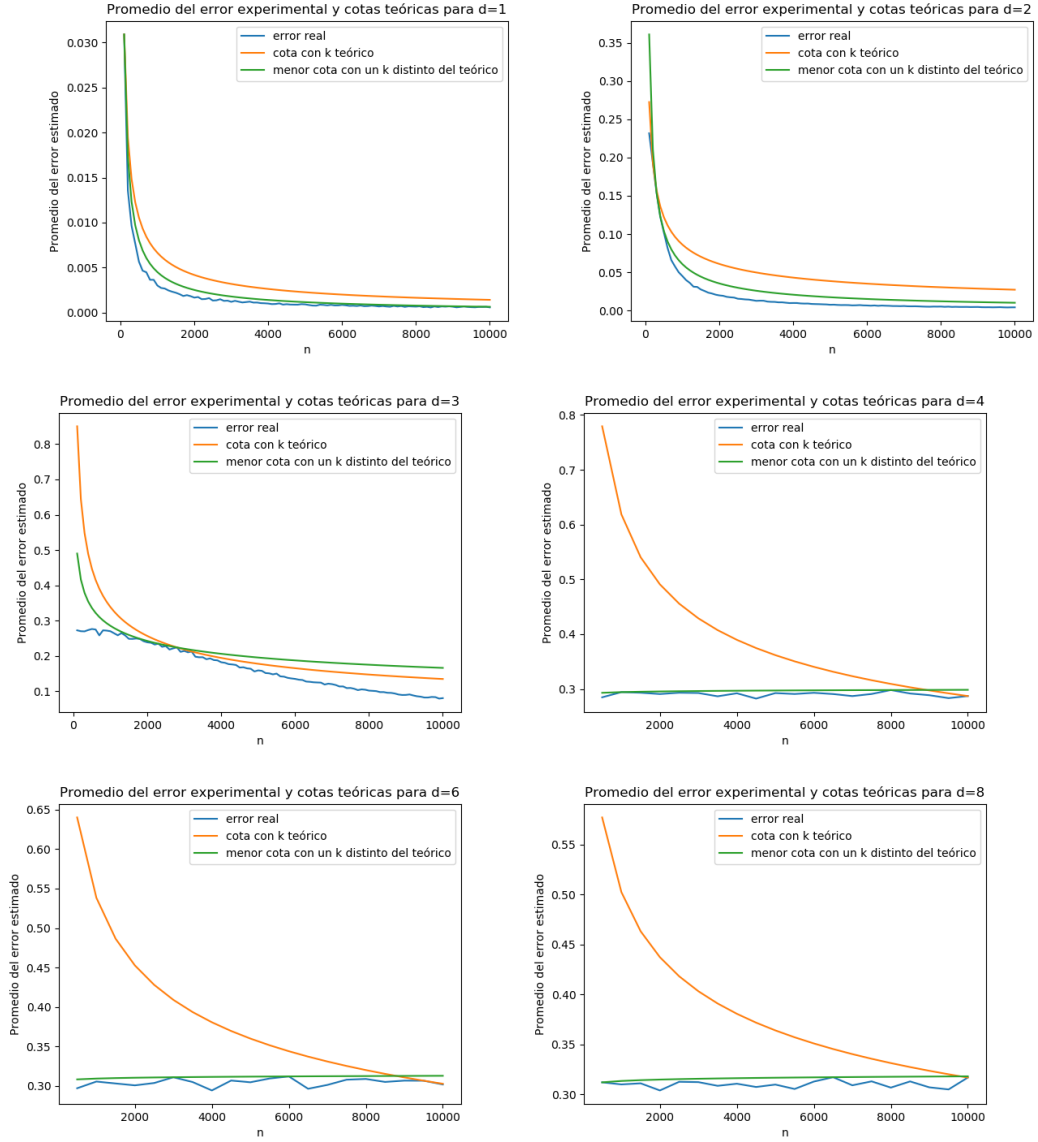 Promedio del error experimental y cotas teóricas para d=1
error real
cota con k teórico
menor cota con un k distinto del teórico
Promedio del error estimado
0.030
0.025
0.020
0.015
0.010
0.005
0.000
0 2000 4000 6000 8000 10000
n
Promedio del error experimental y cotas teóricas para d=2
error real
cota con k teórico
menor cota con un k distinto del teórico
Promedio del error estimado
0.35
0.30
0.25
0.20
0.15
0.10
0.05
0.00
0 2000 4000 6000 8000 10000
n
Promedio del error experimental y cotas teóricas para d=3
error real
cota con k teórico
menor cota con un k distinto del teórico
Promedio del error estimado
0.8
0.7
0.6
0.5
0.4
0.3
0.2
0.1
0 2000 4000 6000 8000 10000
n
Promedio del error experimental y cotas teóricas para d=4
error real
cota con k teórico
menor cota con un k distinto del teórico
Promedio del error estimado
0.8
0.7
0.6
0.5
0.4
0.3
2000 4000 6000 8000 10000
n
Promedio del error experimental y cotas teóricas para d=6
error real
cota con k teórico
menor cota con un k distinto del teórico
Promedio del error estimado
0.65
0.60
0.55
0.50
0.45
0.40
0.35
0.30
2000 4000 6000 8000 10000
n
Promedio del error experimental y cotas teóricas para d=8
error real
cota con k teórico
menor cota con un k distinto del teórico
Promedio del error estimado
0.55
0.50
0.45
0.40
0.35
0.30
2000 4000 6000 8000 10000
n